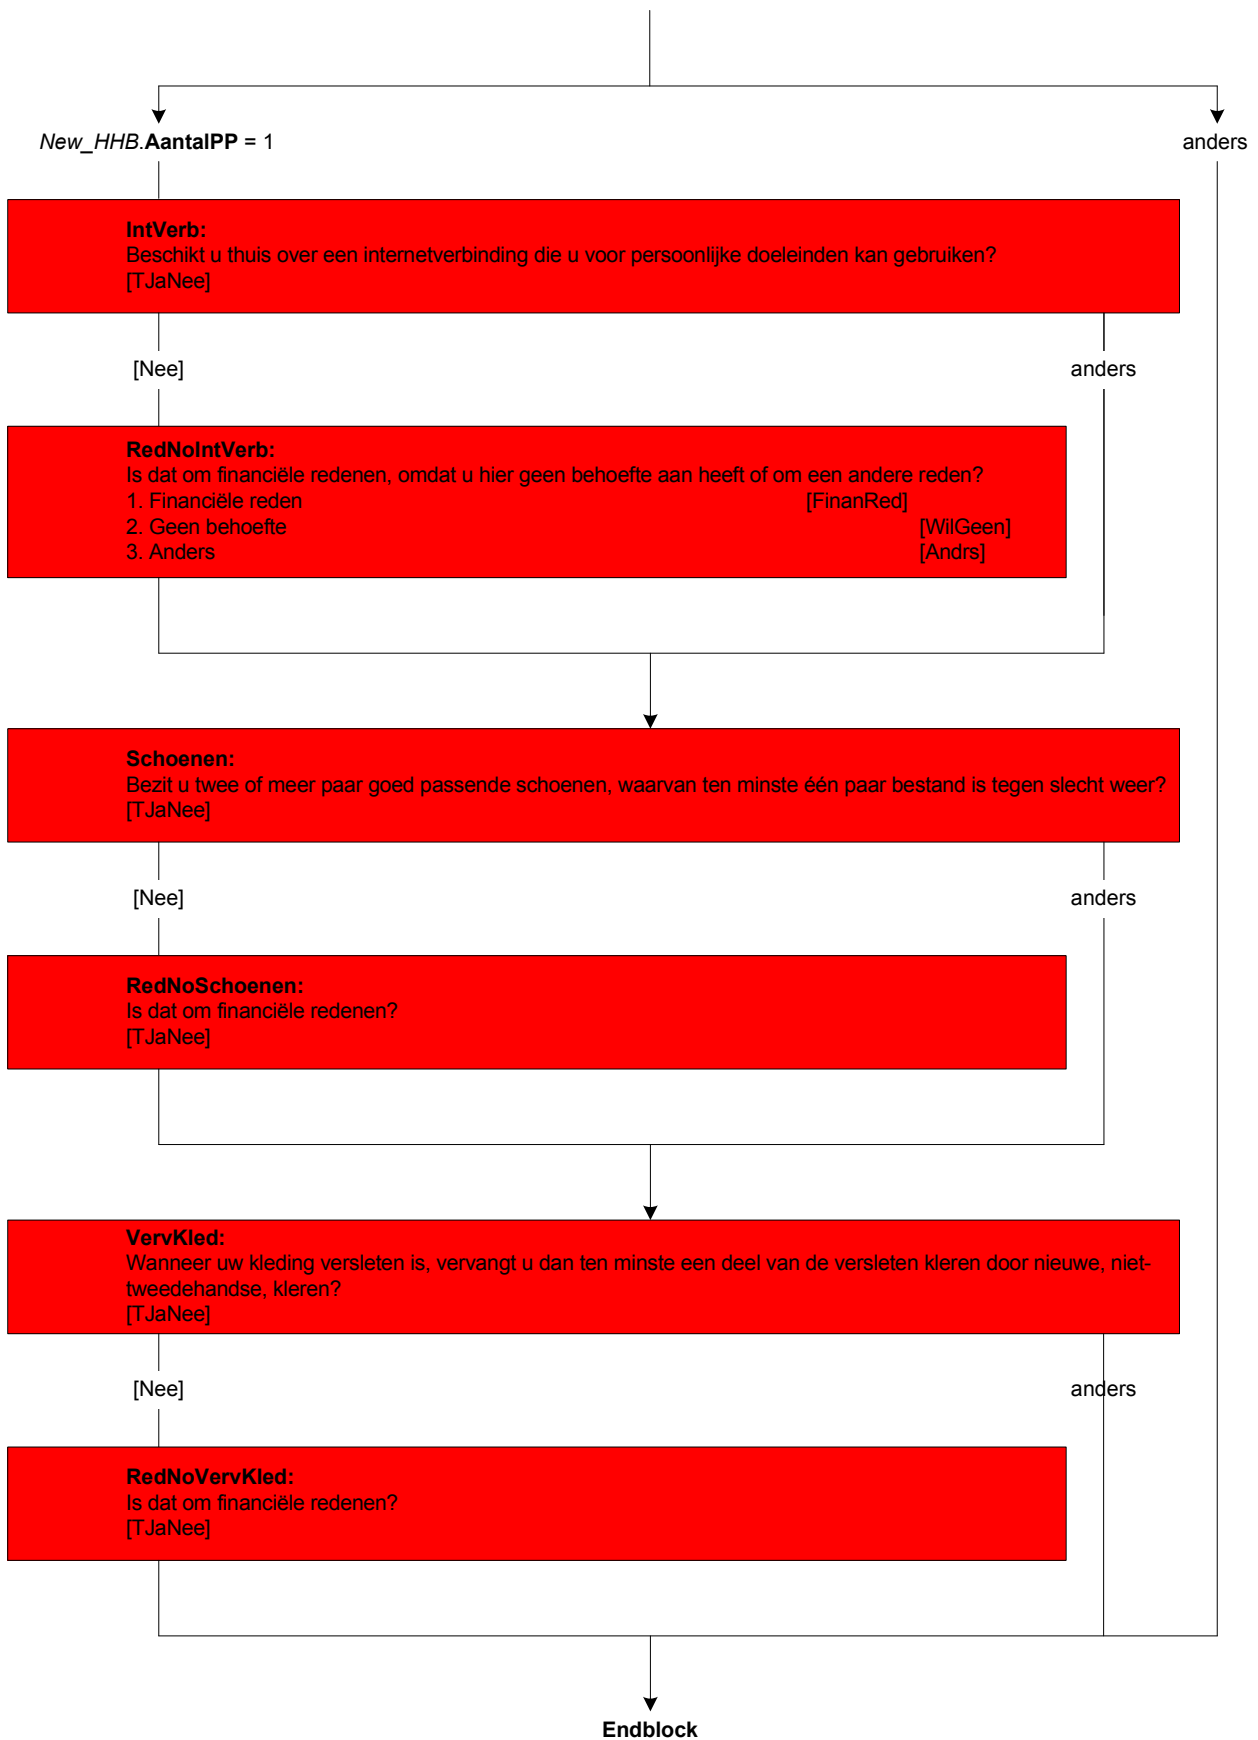 New_HHB.AantalPP = 1
anders
IntVerb:
Beschikt u thuis over een internetverbinding die u voor persoonlijke doeleinden kan gebruiken?
[TJaNee]
[Nee]
anders
RedNoIntVerb:
Is dat om financiële redenen, omdat u hier geen behoefte aan heeft of om een andere reden?
1. Financiële reden [FinanRed]
2. Geen behoefte [WilGeen]
3. Anders [Andrs]
Schoenen:
Bezit u twee of meer paar goed passende schoenen, waarvan ten minste één paar bestand is tegen slecht weer?
[TJaNee]
[Nee]
anders
RedNoSchoenen:
Is dat om financiële redenen?
[TJaNee]
VervKled:
Wanneer uw kleding versleten is, vervangt u dan ten minste een deel van de versleten kleren door nieuwe, niet-
tweedehandse, kleren?
[TJaNee]
[Nee]
anders
RedNoVervKled:
Is dat om financiële redenen?
[TJaNee]
Endblock